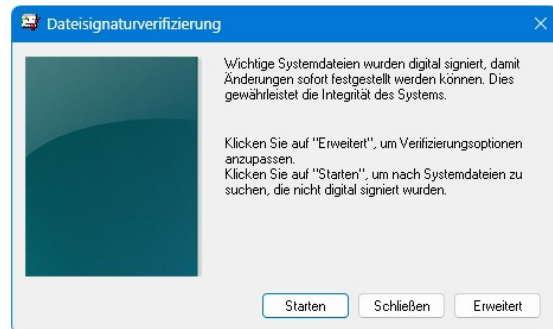 Dateisignaturverifizierung
Wichtige Systemdateien wurden digital signiert, damit
Änderungen sofort festgestellt werden können. Dies
gewährleistet die Integrität des Systems.
Klicken Sie auf "Erweitert", um Verifizierungsoptionen
anzupassen.
Klicken Sie auf "Starten", um nach Systemdateien zu
suchen, die nicht digital signiert wurden.
Starten
Schließen
Erweitert